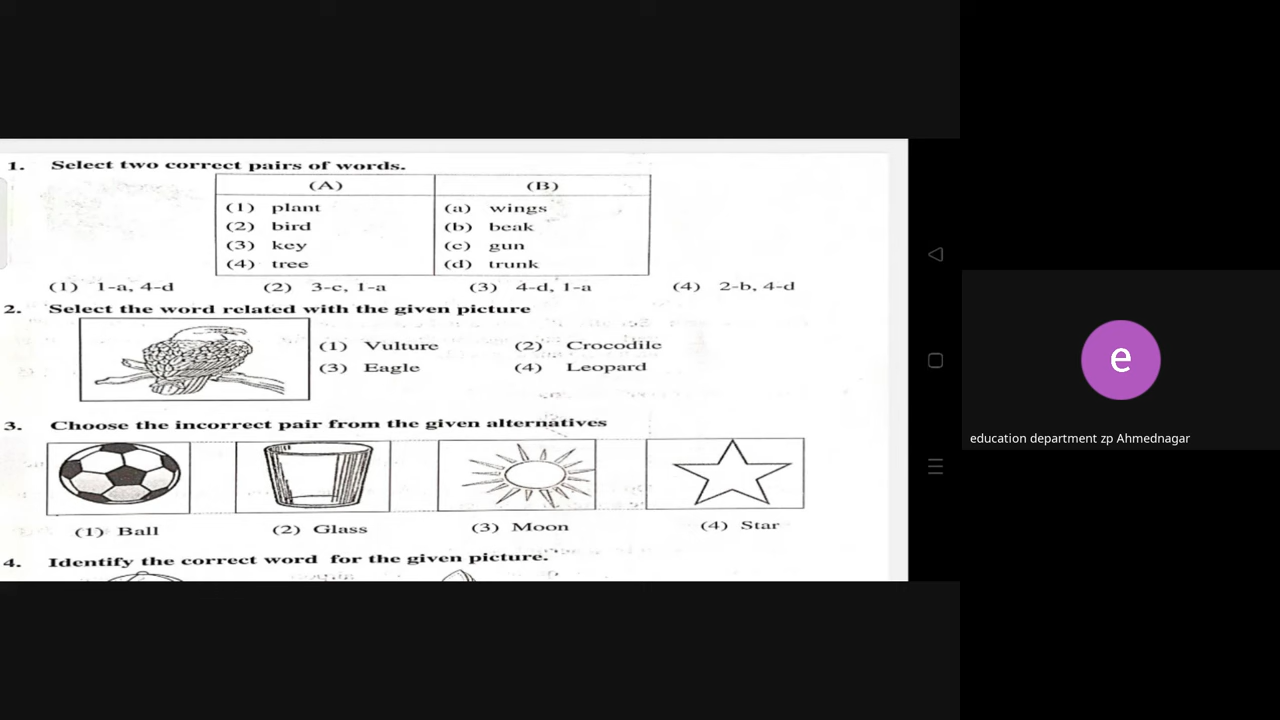 1. Select two correct pairs of words.
(A) (B)
(1) plant (a) wings
(2) bird (b) beak
(3) key (c) gun
(4) tree (d) trunk
(1) 1-a, 4-d (2) 3-c, 1-a (3) 4-d, 1-a (4) 2-b, 4-d
2. Select the word related with the given picture
(1) Vulture (2) Crocodile
(3) Eagle (4) Leopard
3. Choose the incorrect pair from the given alternatives
(1) Ball (2) Glass (3) Moon (4) Star
4. Identify the correct word for the given picture.
e
education department zp Ahmednagar